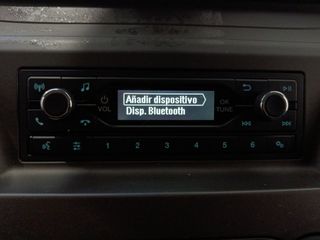 Añadir dispositivo
Disp. Bluetooth
VOL
OK
TUNE
1 2 3 4 5 6